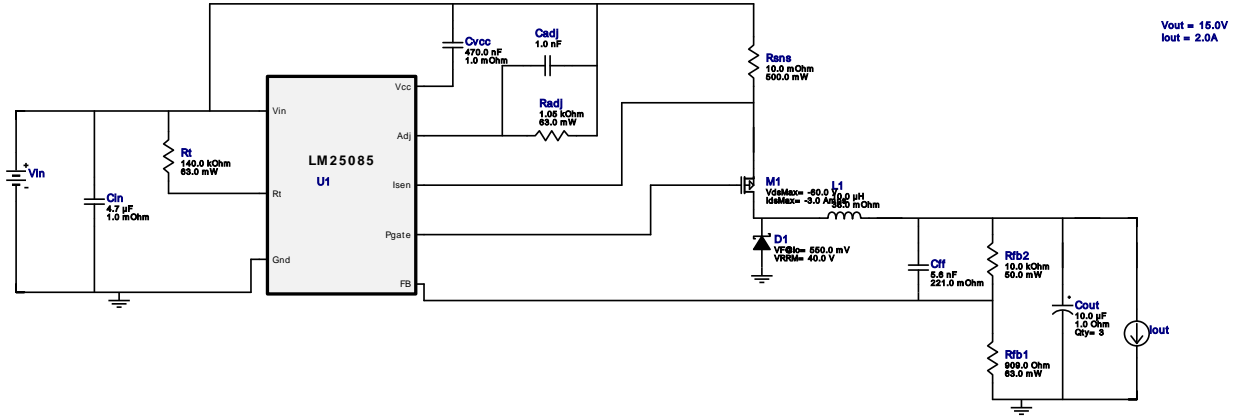 Vout = 15.0V
Iout = 2.0A
Cvcc
470.0 nF
1.0 mOhm
Cadj
1.0 nF
Rsns
10.0 mOhm
500.0 mW
Vcc
Radj
1.05 kOhm
63.0 mW
Vin
Adj
Rt
140.0 kOhm
63.0 mW
LM25085
U1
Vin
Cin
4.7 µF
1.0 mOhm
Rt
Isen
M1
VdsMax= -60.0 V
IdsMax= -3.0 Amps
L1
10.0 µH
Pgate
D1
= 550.0 mV
VRRM= 40.0 V
Gnd
FB
Cff
5.6 nF
221.0 mOhm
Rfb2
10.0 kOhm
50.0 mW
Cout
10.0 µF
1.0 Ohm
Qty= 3
Iout
Rfb1
909.0 Ohm
63.0 mW